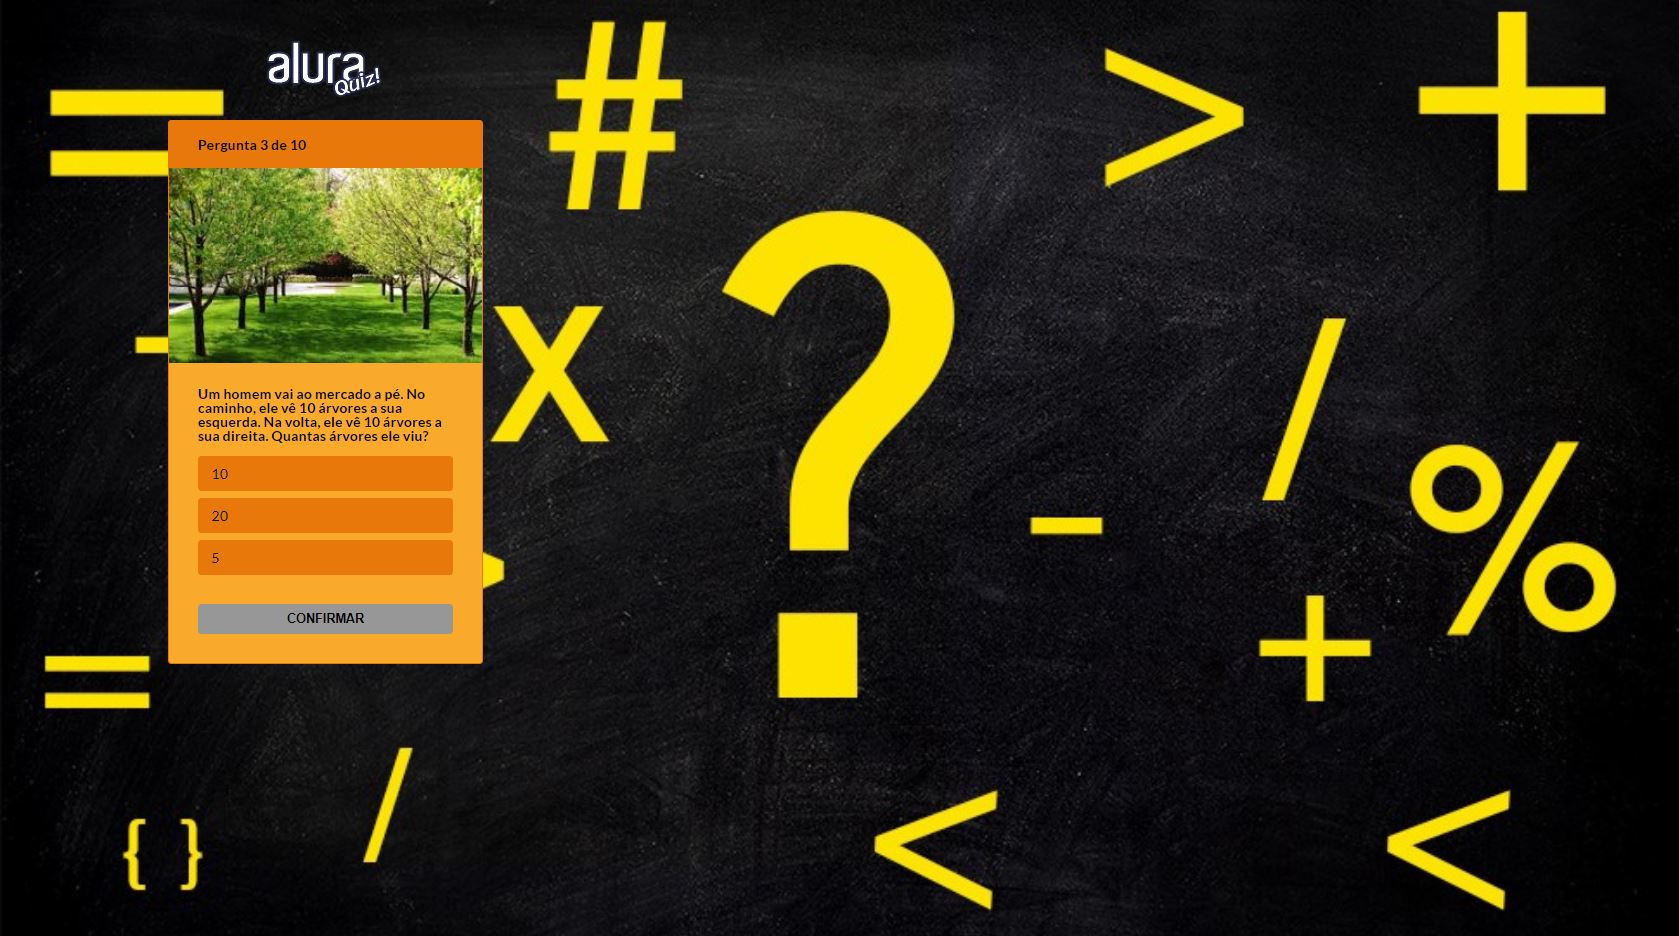 alura
Quiz!
Pergunta 3 de 10
Um homem vai ao mercado a pé. No
caminho, ele vê 10 árvores a sua
esquerda. Na volta, ele vê 10 árvores a
sua direita. Quantas árvores ele viu?
10
20
5
CONFIRMAR
= # > +
- x ? / %
-
+
=
{ } / < <